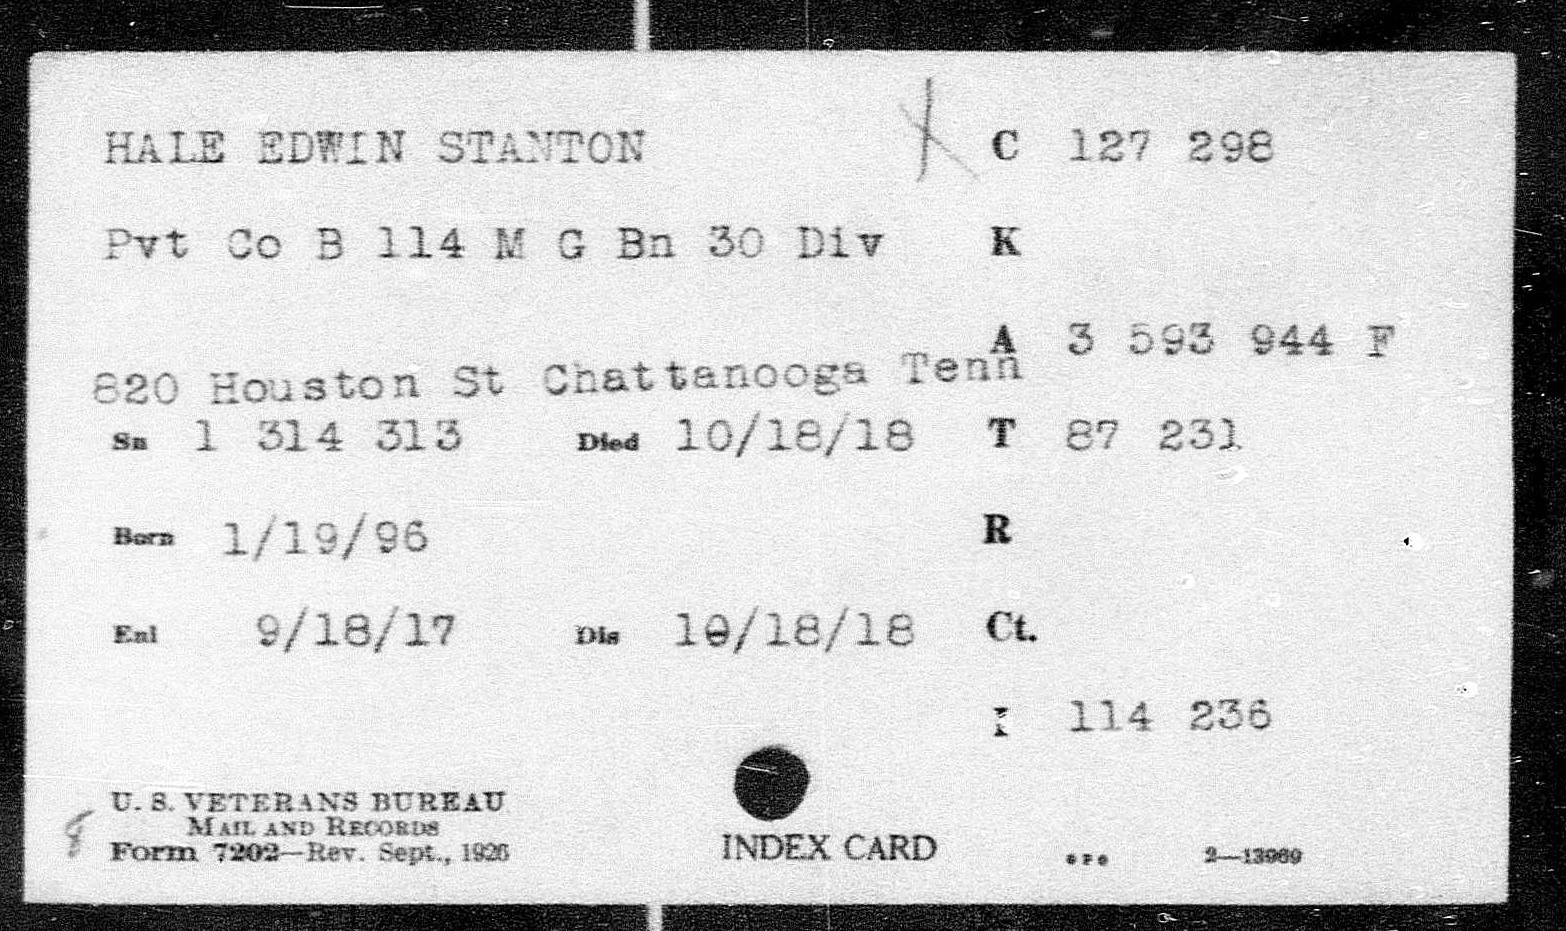 HALE EDWIN STANTON C 127 298
Pvt Co B 114 M G Bn 30 Div K
A 3 593 944 F
820 Houston St Chattanooga Tenn
Sn 1 314 313 Died 10/18/18 T 87 231
Born 1/19/96 R
Enl 9/18/17 Dis 10/18/18 Ct.
I 114 236
U. S. VETERANS BUREAU
MAIL AND RECORDS
Form 7202—Rev. Sept., 1926 INDEX CARD 2—13969